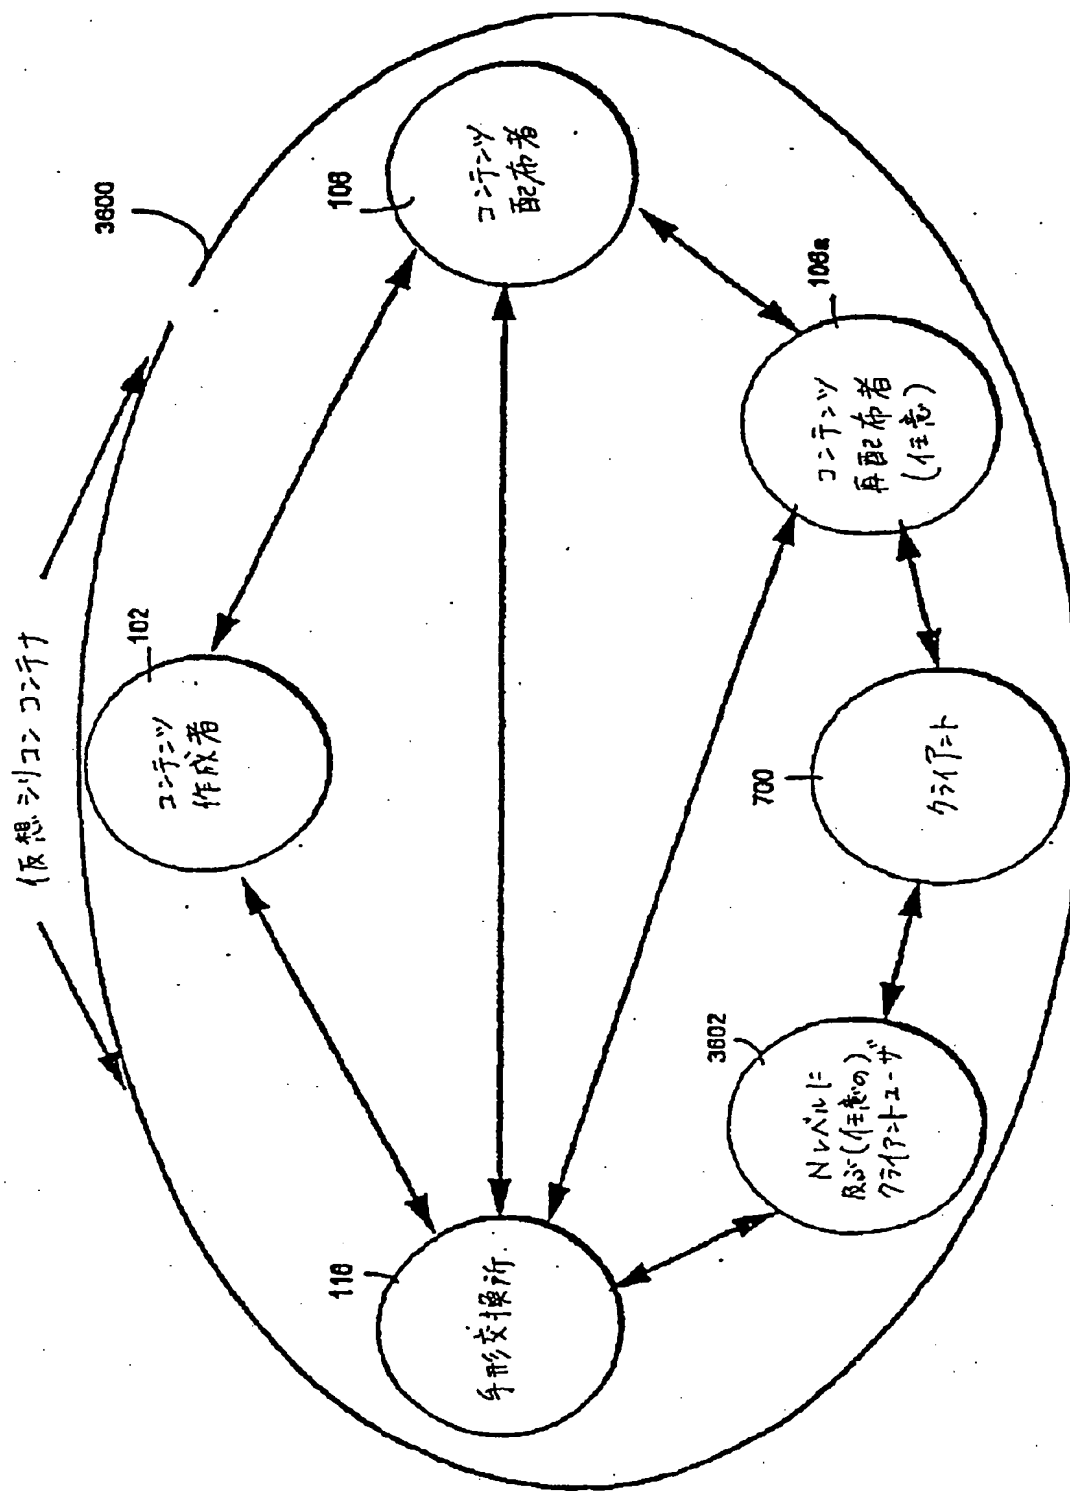 仮想シリコンコンテナ
3600
102
コンテンツ
作成者
106
コンテンツ
配布者
116
手形交換所
106a
コンテンツ
再配布者
(任意)
700
クライアント
3602
Nレベルに
及ぶ(任意の)
クライアントユーザ